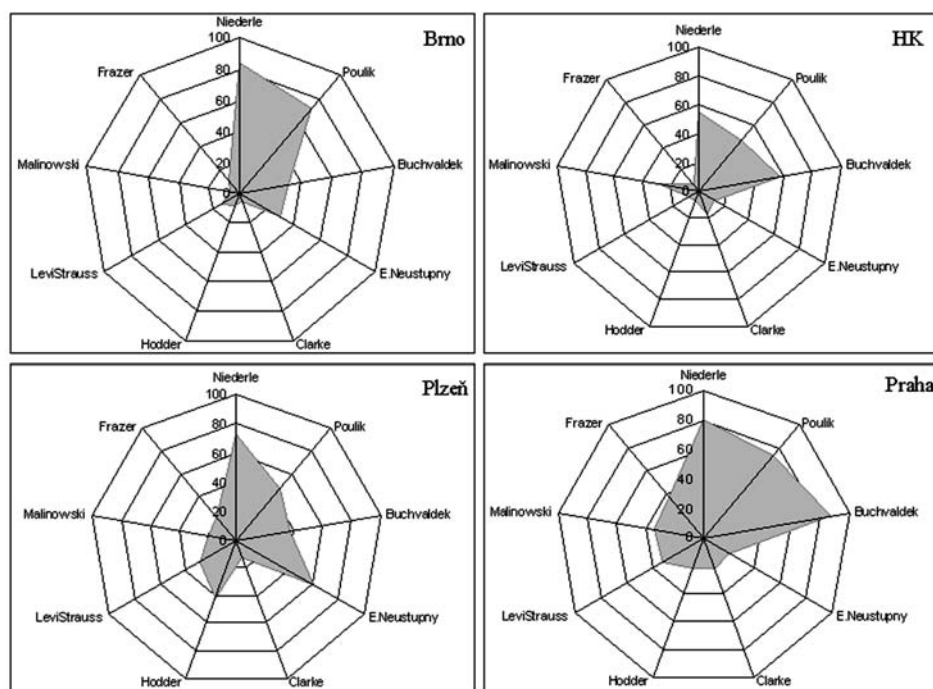 Brno
Niederle
100
80
60
40
20
0
Poulik
Buchvaldek
E.Neustupny
Clarke
Hodder
LeviStrauss
Malinowski
Frazer
HK
Niederle
100
80
60
40
20
0
Poulik
Buchvaldek
E.Neustupny
Clarke
Hodder
LeviStrauss
Malinowski
Frazer
Plzeň
Niederle
100
80
60
40
20
0
Poulik
Buchvaldek
E.Neustupny
Clarke
Hodder
LeviStrauss
Malinowski
Frazer
Praha
Niederle
100
80
60
40
20
0
Poulik
Buchvaldek
E.Neustupny
Clarke
Hodder
LeviStrauss
Malinowski
Frazer